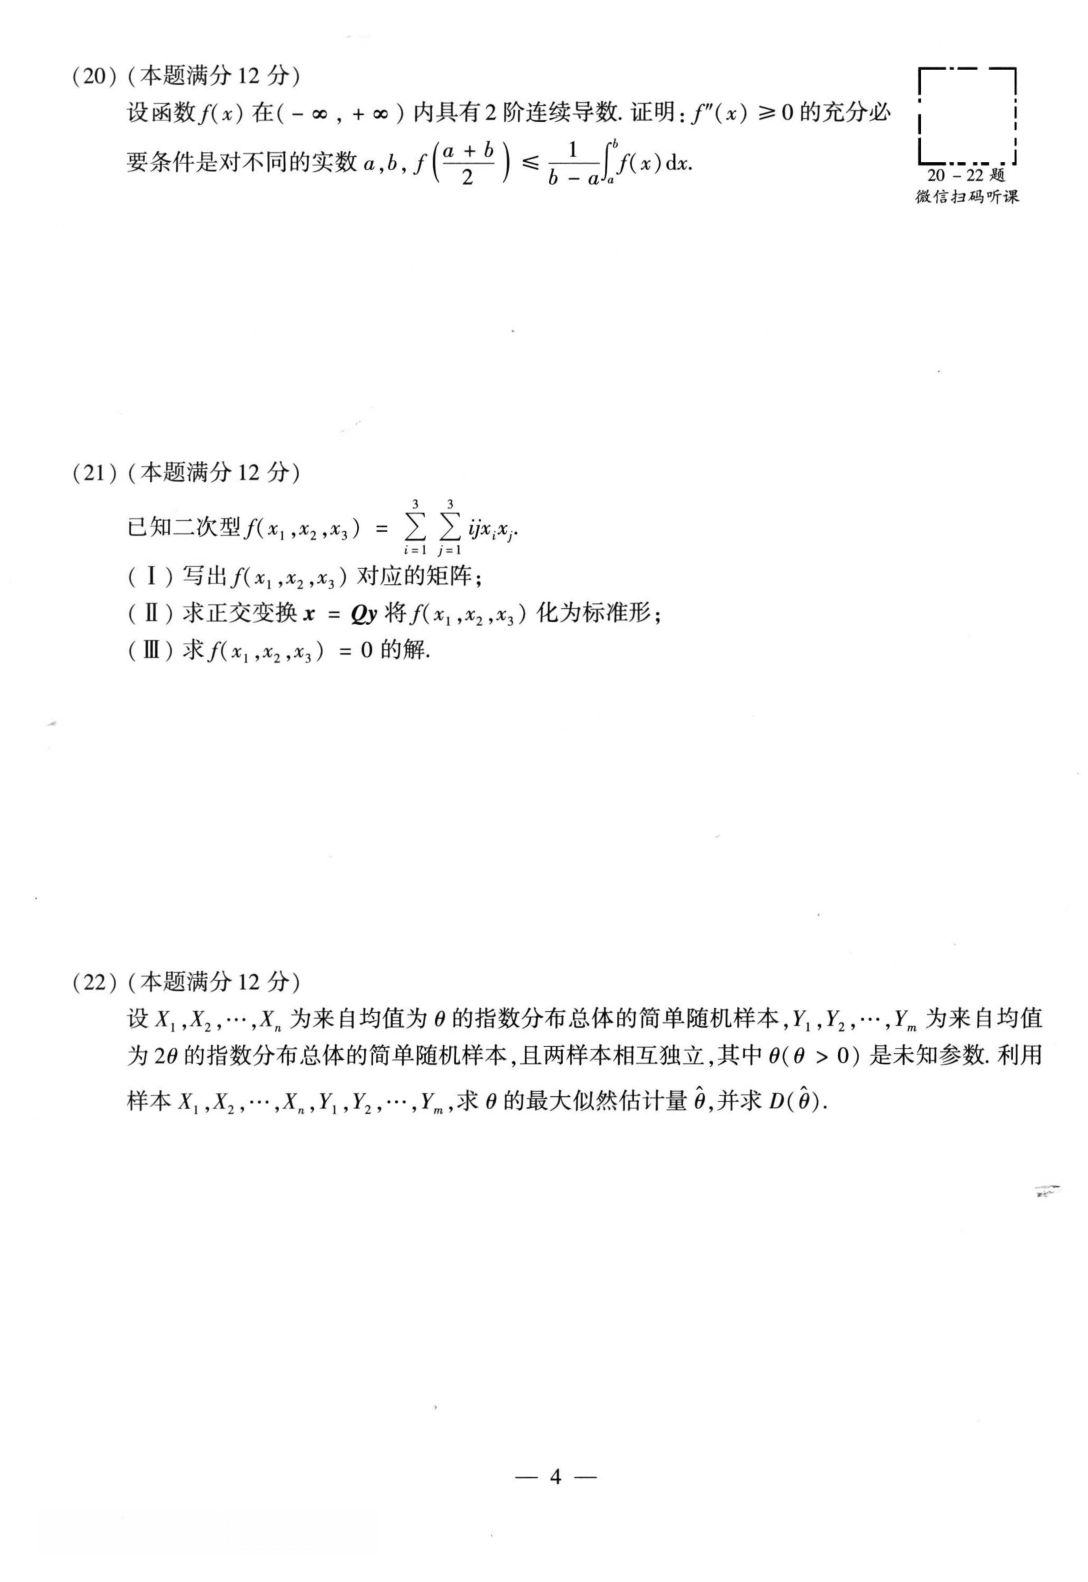 (20) (本题满分 12 分)
设函数 f(x) 在(－∞ , +∞ ) 内具有 2 阶连续导数. 证明: f″(x) ≥ 0 的充分必
要条件是对不同的实数 a,b, f((a + b)/2) ≤ 1/(b － a) ∫_a^b f(x)dx.
20 － 22 题
微信扫码听课
(21) (本题满分 12 分)
已知二次型 f(x₁,x₂,x₃) = ∑_{i=1}^{3} ∑_{j=1}^{3} ijx_i x_j.
(Ⅰ) 写出 f(x₁,x₂,x₃) 对应的矩阵;
(Ⅱ) 求正交变换 x = Qy 将 f(x₁,x₂,x₃) 化为标准形;
(Ⅲ) 求 f(x₁,x₂,x₃) = 0 的解.
(22) (本题满分 12 分)
设 X₁,X₂,⋯,Xₙ 为来自均值为 θ 的指数分布总体的简单随机样本,Y₁,Y₂,⋯,Yₘ 为来自均值
为 2θ 的指数分布总体的简单随机样本,且两样本相互独立,其中 θ(θ > 0) 是未知参数. 利用
样本 X₁,X₂,⋯,Xₙ,Y₁,Y₂,⋯,Yₘ,求 θ 的最大似然估计量 θ̂,并求 D(θ̂).
— 4 —